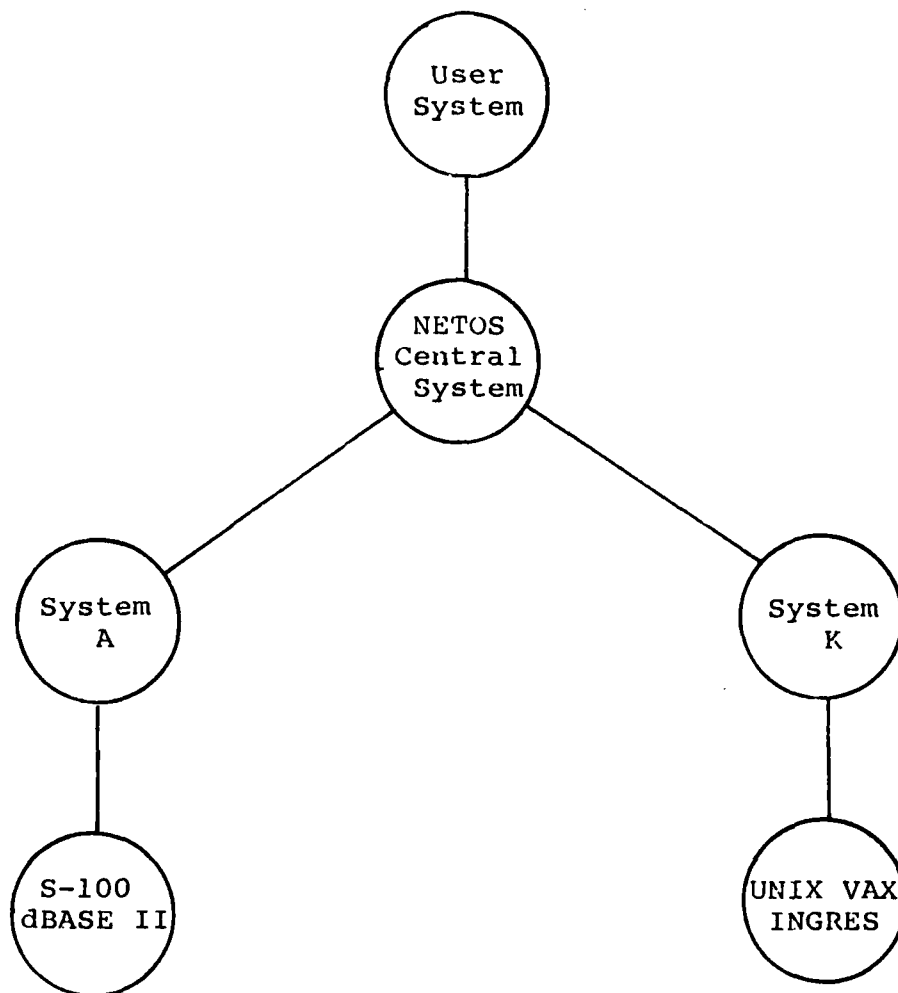 User
System
NETOS
Central
System
System
A
System
K
S-100
dBASE II
UNIX VAX
INGRES